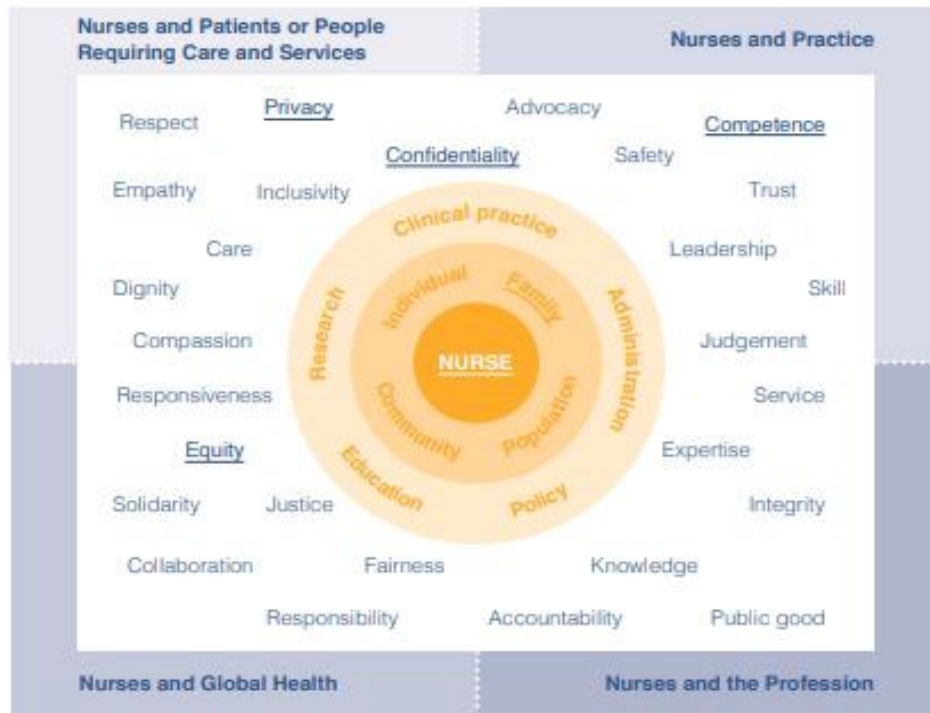 Nurses and Patients or People
Requiring Care and Services
Nurses and Practice
Respect
Privacy
Advocacy
Competence
Confidentiality
Safety
Empathy
Inclusivity
Trust
Clinical practice
Care
Leadership
Individual
Family
Dignity
Research
Administration
Skill
Compassion
NURSE
Judgement
Responsiveness
Community
Population
Service
Equity
Education
Policy
Expertise
Solidarity
Justice
Integrity
Collaboration
Fairness
Knowledge
Responsibility
Accountability
Public good
Nurses and Global Health
Nurses and the Profession